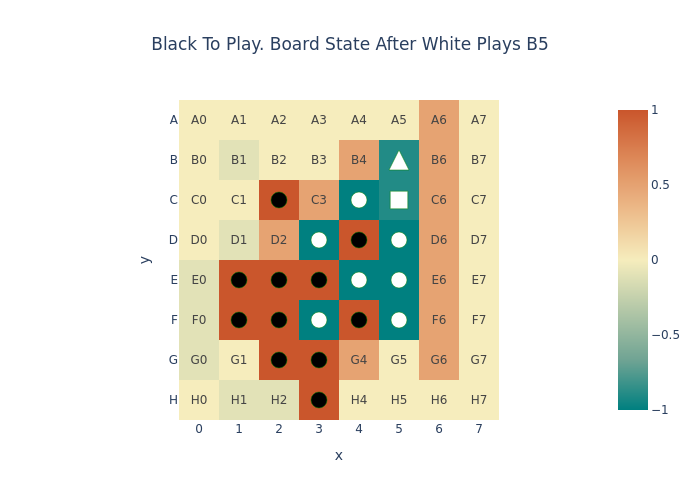 Black To Play. Board State After White Plays B5
A A0 A1 A2 A3 A4 A5 A6 A7
B B0 B1 B2 B3 B4 B6 B7
C C0 C1 C3 C6 C7
D D0 D1 D2 D6 D7
E E0 E6 E7
F F0 F6 F7
G G0 G1 G4 G5 G6 G7
H H0 H1 H2 H4 H5 H6 H7
0 1 2 3 4 5 6 7
x
y
1
0.5
0
−0.5
−1